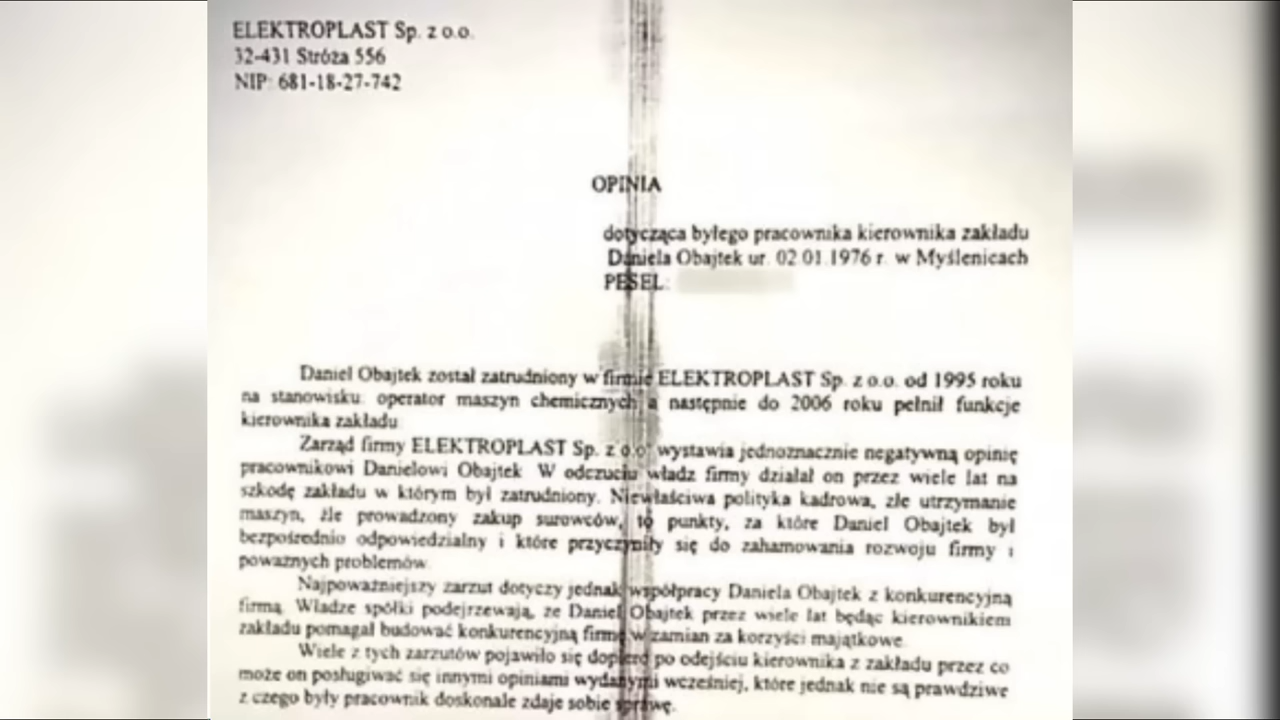 ELEKTROPLAST Sp. z o.o.
32-431 Stróża 556
NIP: 681-18-27-742
OPINIA
dotycząca byłego pracownika kierownika zakładu
Daniela Obajtek ur. 02.01.1976 r. w Myślenicach
PESEL:
Daniel Obajtek został zatrudniony w firmie ELEKTROPLAST Sp. z o.o. od 1995 roku
na stanowisku: operator maszyn chemicznych a następnie do 2006 roku pełnił funkcje
kierownika zakładu
Zarząd firmy ELEKTROPLAST Sp. z o.o. wystawia jednoznacznie negatywną opinię
pracownikowi Danielowi Obajtek. W odczuciu władz firmy działał on przez wiele lat na
szkodę zakładu w którym był zatrudniony. Niewłaściwa polityka kadrowa, złe utrzymanie
maszyn, źle prowadzony zakup surowców, to punkty, za które Daniel Obajtek był
bezpośrednio odpowiedzialny i które przyczyniły się do zahamowania rozwoju firmy i
poważnych problemów.
Najpoważniejszy zarzut dotyczy jednak współpracy Daniela Obajtek z konkurencyjną
firmą. Władze spółki podejrzewają, że Daniel Obajtek przez wiele lat będąc kierownikiem
zakładu pomagał budować konkurencyjną firmę w zamian za korzyści majątkowe.
Wiele z tych zarzutów pojawiło się dopiero po odejściu kierownika z zakładu przez co
może on posługiwać się innymi opiniami wydanymi wcześniej, które jednak nie są prawdziwe
z czego były pracownik doskonale zdaje sobie sprawę.